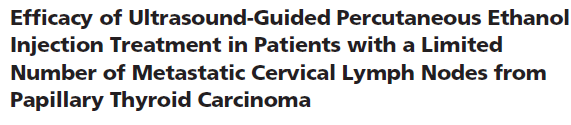 Efficacy of Ultrasound-Guided Percutaneous Ethanol
Injection Treatment in Patients with a Limited
Number of Metastatic Cervical Lymph Nodes from
Papillary Thyroid Carcinoma